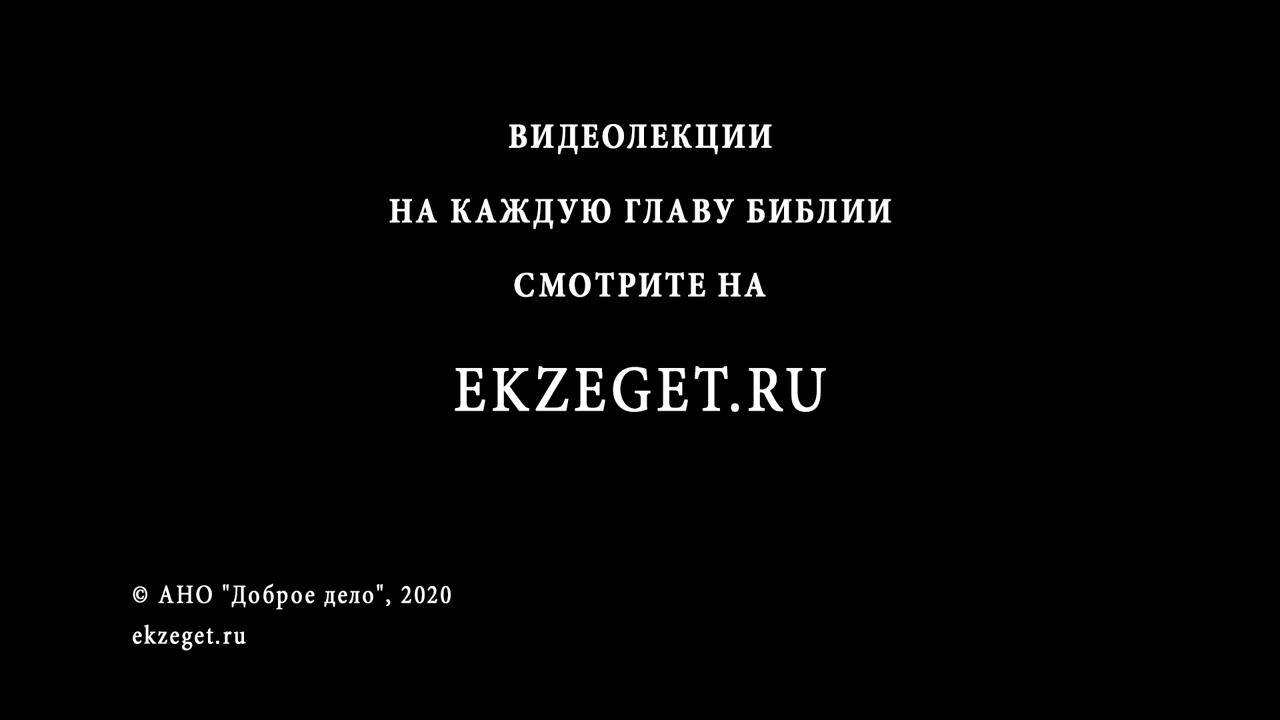 ВИДЕОЛЕКЦИИ
НА КАЖДУЮ ГЛАВУ БИБЛИИ
СМОТРИТЕ НА
EKZEGET.RU
© АНО "Доброе дело", 2020
ekzeget.ru